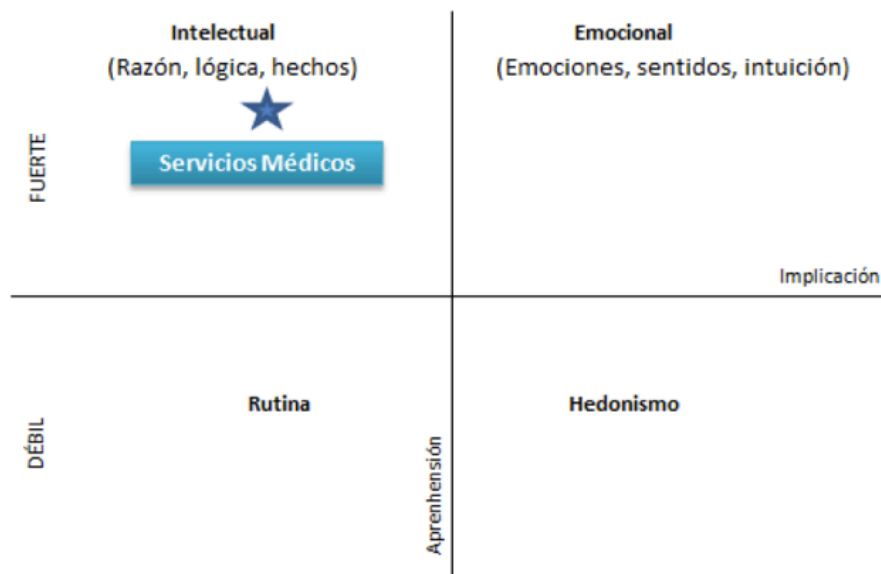 Intelectual
(Razón, lógica, hechos)
Emocional
(Emociones, sentidos, intuición)
FUERTE
Servicios Médicos
Implicación
DÉBIL
Rutina
Hedonismo
Aprenhensión